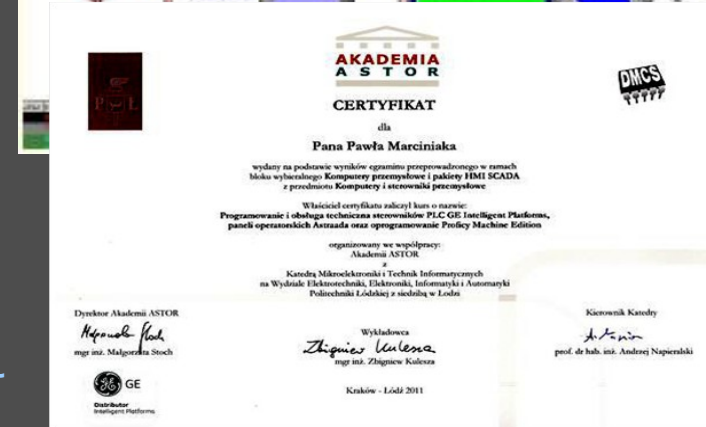 AKADEMIA
ASTOR
P Ł
DMCS
CERTYFIKAT
dla
Pana Pawła Marciniaka
wydany na podstawie wyników egzaminu przeprowadzonego w ramach
bloku wybieralnego Komputery przemysłowe i pakiety HMI SCADA
z przedmiotu Komputery i sterowniki przemysłowe
Właściciel certyfikatu zaliczył kurs o nazwie:
Programowanie i obsługa techniczna sterowników PLC GE Intelligent Platforms,
paneli operatorskich Astraada oraz oprogramowanie Proficy Machine Edition
organizowany we współpracy:
Akademii ASTOR
z
Katedrą Mikroelektroniki i Technik Informatycznych
na Wydziale Elektrotechniki, Elektroniki, Informatyki i Automatyki
Politechniki Łódzkiej z siedzibą w Łodzi
Dyrektor Akademii ASTOR
mgr inż. Małgorzata Stoch
Wykładowca
Zbigniew Kulesza
mgr inż. Zbigniew Kulesza
Kierownik Katedry
prof. dr hab. inż. Andrzej Napieralski
GE
Distributor
Intelligent Platforms
Kraków - Łódź 2011